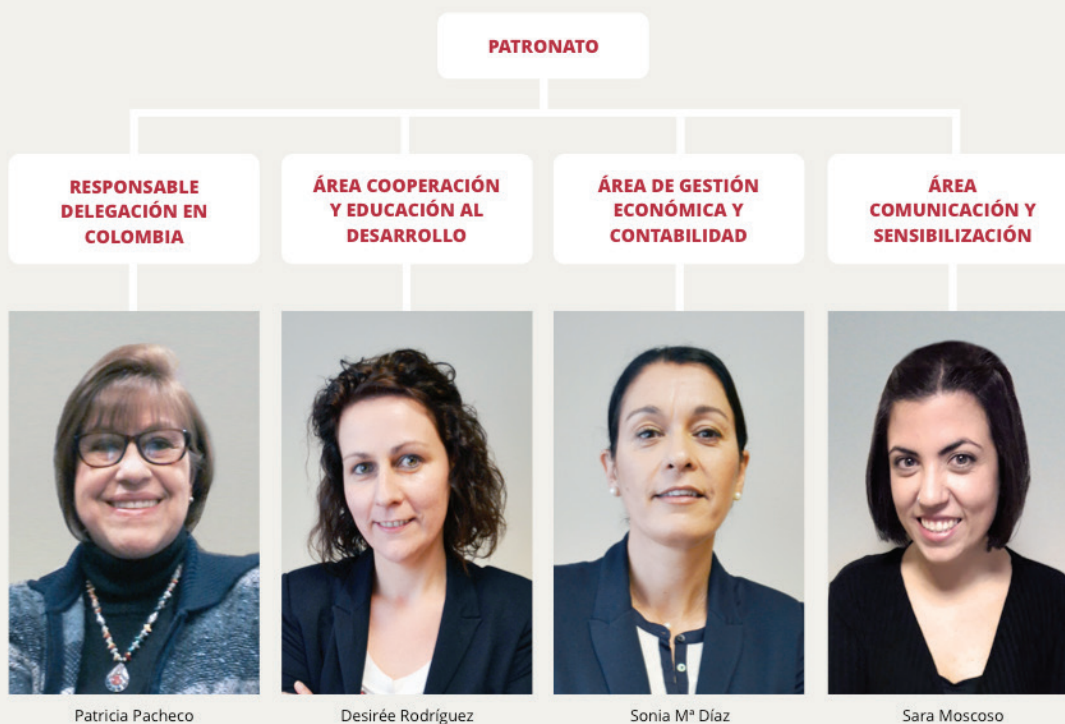 PATRONATO
RESPONSABLE
DELEGACIÓN EN
COLOMBIA
ÁREA COOPERACIÓN
Y EDUCACIÓN AL
DESARROLLO
ÁREA DE GESTIÓN
ECONÓMICA Y
CONTABILIDAD
ÁREA
COMUNICACIÓN Y
SENSIBILIZACIÓN
Patricia Pacheco
Desirée Rodríguez
Sonia Mª Díaz
Sara Moscoso